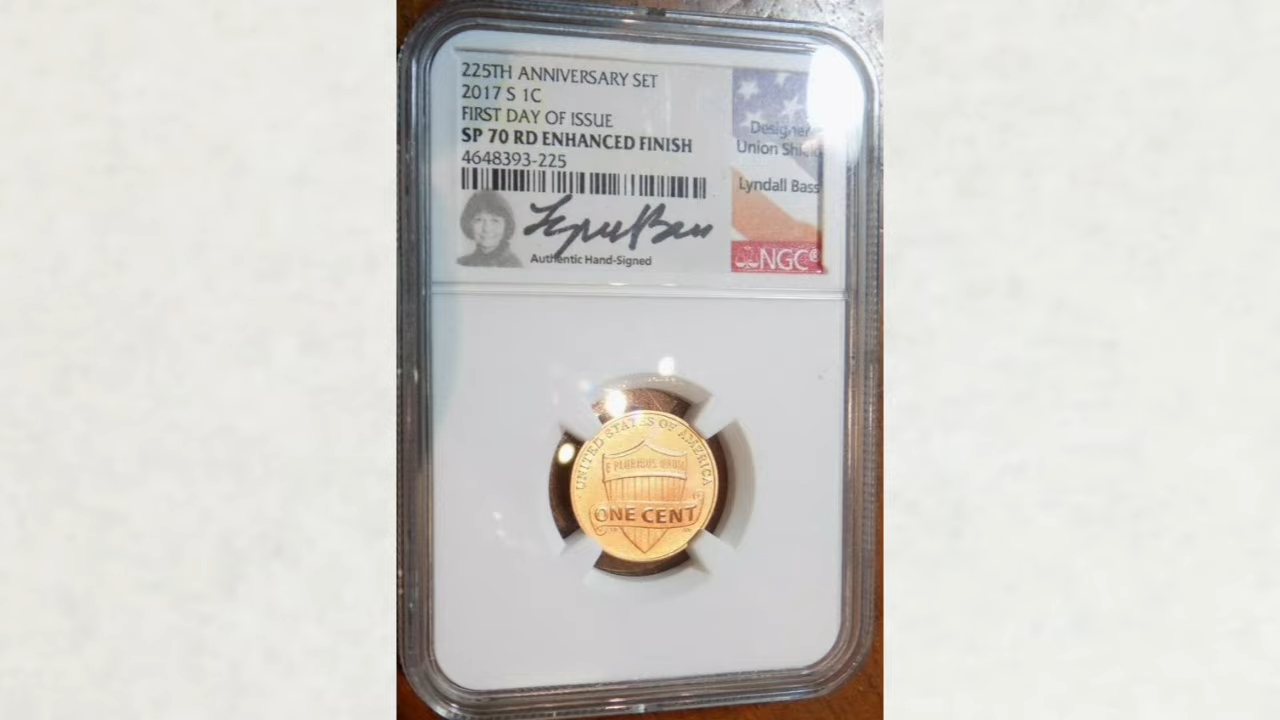 225TH ANNIVERSARY SET
2017 S 1C
FIRST DAY OF ISSUE
SP 70 RD ENHANCED FINISH
4648393-225
Authentic Hand-Signed
Designer
Union Shield
Lyndall Bass
NGC®
UNITED STATES OF AMERICA
E PLURIBUS UNUM
ONE CENT